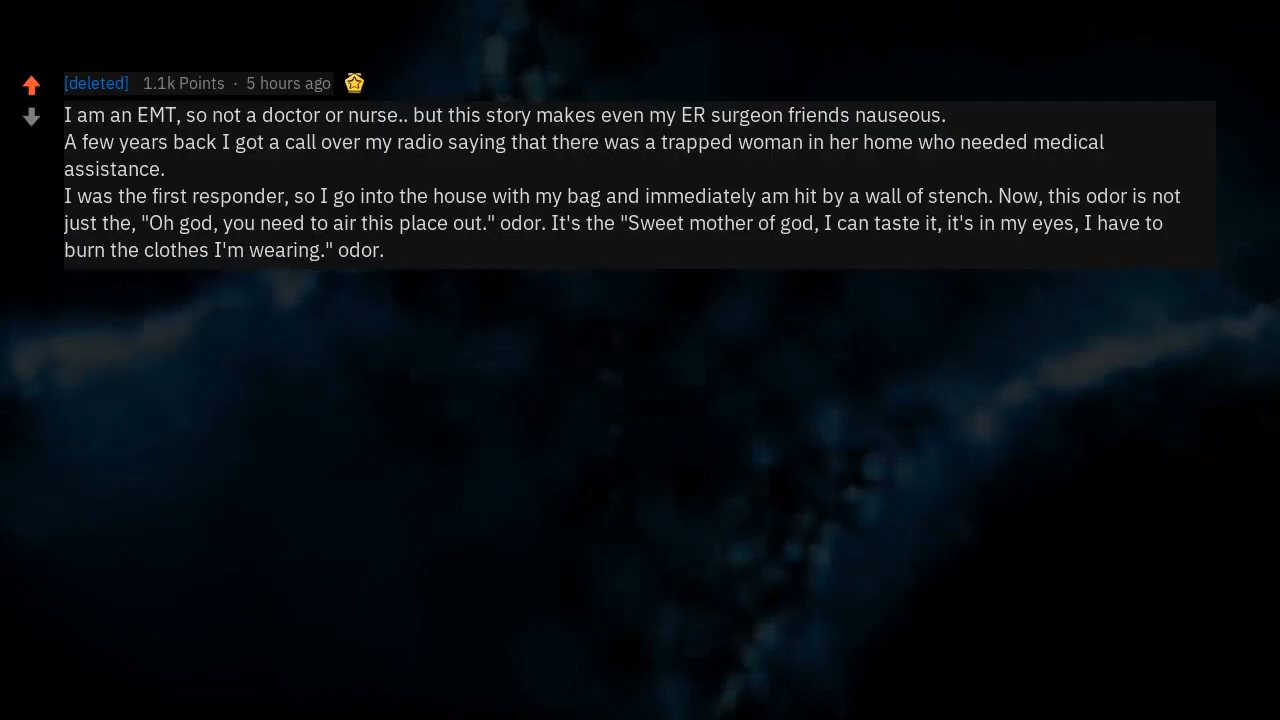 [deleted] 1.1k Points · 5 hours ago
I am an EMT, so not a doctor or nurse.. but this story makes even my ER surgeon friends nauseous.
A few years back I got a call over my radio saying that there was a trapped woman in her home who needed medical
assistance.
I was the first responder, so I go into the house with my bag and immediately am hit by a wall of stench. Now, this odor is not
just the, "Oh god, you need to air this place out." odor. It's the "Sweet mother of god, I can taste it, it's in my eyes, I have to
burn the clothes I'm wearing." odor.